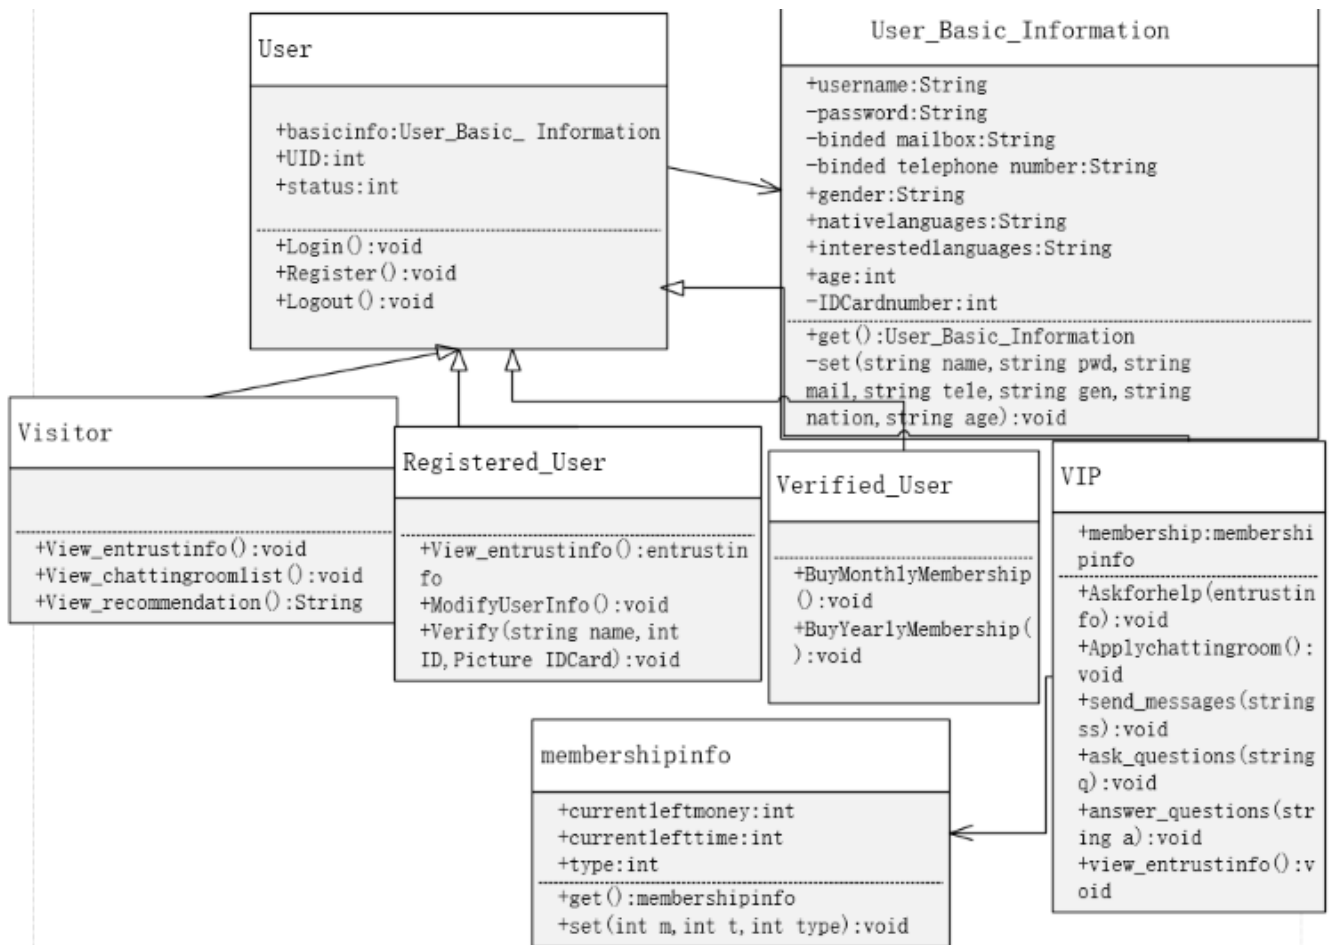 User
+basicinfo:User_Basic_ Information
+UID:int
+status:int
+Login():void
+Register():void
+Logout():void
User_Basic_Information
+username:String
-password:String
-binded mailbox:String
-binded telephone number:String
+gender:String
+nativelanguages:String
+interestedlanguages:String
+age:int
-IDCardnumber:int
+get():User_Basic_Information
-set(string name,string pwd,string
mail,string tele,string gen,string
nation,string age):void
Visitor
+View_entrustinfo():void
+View_chattingroomlist():void
+View_recommendation():String
Registered_User
+View_entrustinfo():entrustin
fo
+ModifyUserInfo():void
+Verify(string name,int
ID,Picture IDCard):void
Verified_User
+BuyMonthlyMembership
():void
+BuyYearlyMembership(
):void
VIP
+membership:membershi
pinfo
+Askforhelp(entrustin
fo):void
+Applychattingroom():
void
+send_messages(string
ss):void
+ask_questions(string
q):void
+answer_questions(str
ing a):void
+view_entrustinfo():v
oid
membershipinfo
+currentleftmoney:int
+currentlefttime:int
+type:int
+get():membershipinfo
+set(int m,int t,int type):void